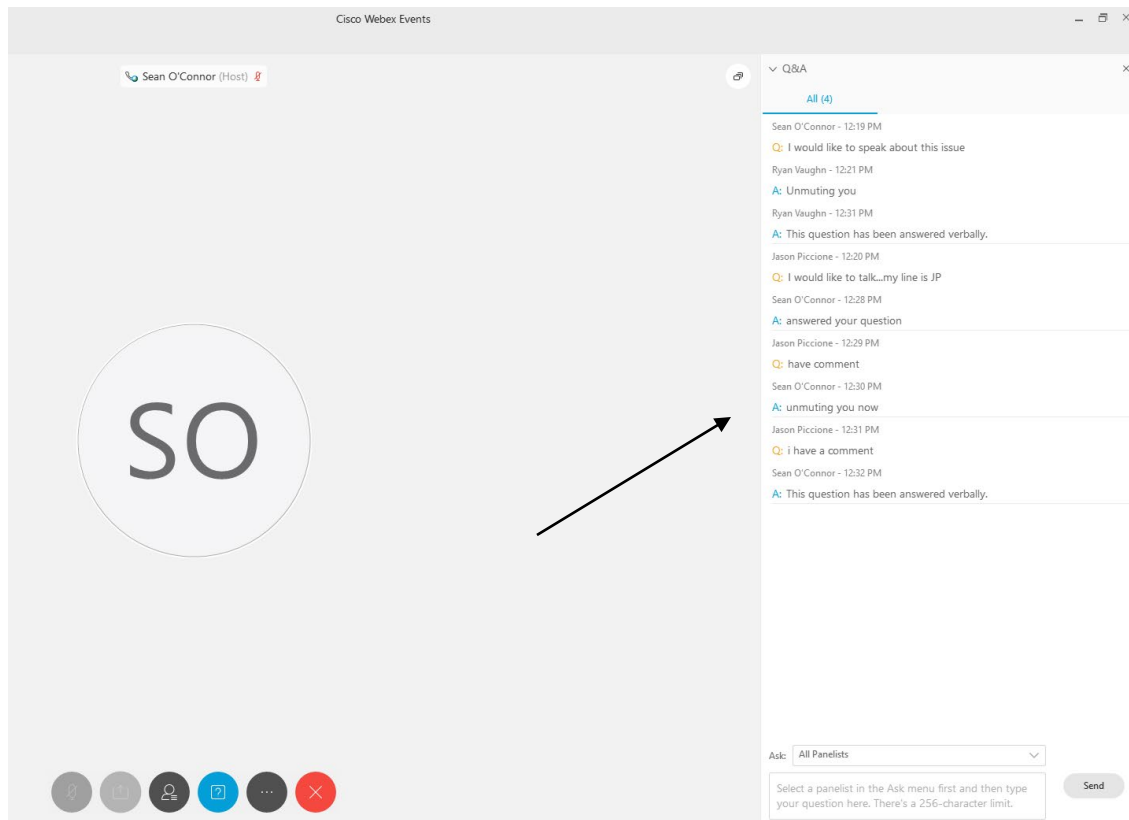 Cisco Webex Events
Sean O'Connor (Host)
Q&A
All (4)
Sean O'Connor - 12:19 PM
Q: I would like to speak about this issue
Ryan Vaughn - 12:21 PM
A: Unmuting you
Ryan Vaughn - 12:31 PM
A: This question has been answered verbally.
Jason Piccione - 12:20 PM
Q: I would like to talk...my line is JP
Sean O'Connor - 12:28 PM
A: answered your question
Jason Piccione - 12:29 PM
Q: have comment
Sean O'Connor - 12:30 PM
A: unmuting you now
Jason Piccione - 12:31 PM
Q: i have a comment
Sean O'Connor - 12:32 PM
A: This question has been answered verbally.
SO
Ask: All Panelists
Select a panelist in the Ask menu first and then type
your question here. There's a 256-character limit.
Send